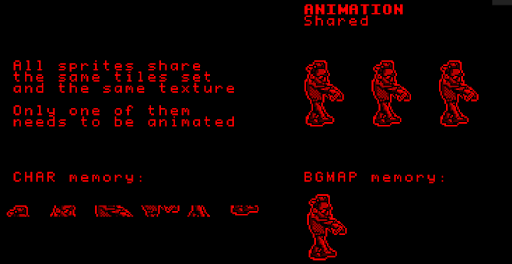 ANIMATION
Shared
All sprites share
the same tiles set
and the same texture
Only one of them
needs to be animated
CHAR memory:
BGMAP memory: